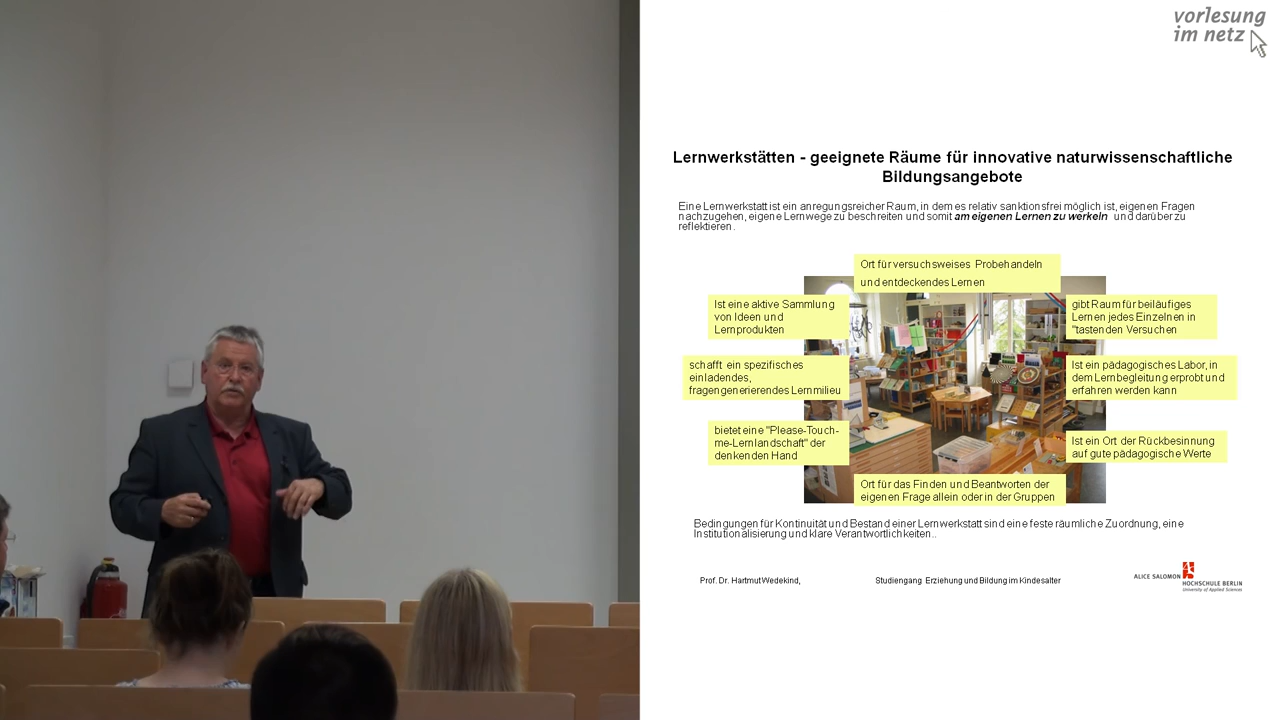 vorlesung
im netz
Lernwerkstätten - geeignete Räume für innovative naturwissenschaftliche
Bildungsangebote
Eine Lernwerkstatt ist ein anregungsreicher Raum, in dem es relativ sanktionsfrei möglich ist, eigenen Fragen
nachzugehen, eigene Lernwege zu beschreiten und somit am eigenen Lernen zu werkeln und darüber zu
reflektieren.
Ort für versuchsweises Probehandeln
und entdeckendes Lernen
Ist eine aktive Sammlung
von Ideen und
Lernprodukten
gibt Raum für beiläufiges
Lernen jedes Einzelnen in
"tastenden Versuchen
schafft ein spezifisches
einladendes,
fragengenerierendes Lernmilieu
Ist ein pädagogisches Labor, in
dem Lernbegleitung erprobt und
erfahren werden kann
bietet eine "Please-Touch-
me-Lernlandschaft" der
denkenden Hand
Ist ein Ort der Rückbesinnung
auf gute pädagogische Werte
Ort für das Finden und Beantworten der
eigenen Frage allein oder in der Gruppen
Bedingungen für Kontinuität und Bestand einer Lernwerkstatt sind eine feste räumliche Zuordnung, eine
Institutionalisierung und klare Verantwortlichkeiten..
Prof. Dr. Hartmut Wedekind,
Studiengang Erziehung und Bildung im Kindesalter
ALICE SALOMON
HOCHSCHULE BERLIN
University of Applied Sciences